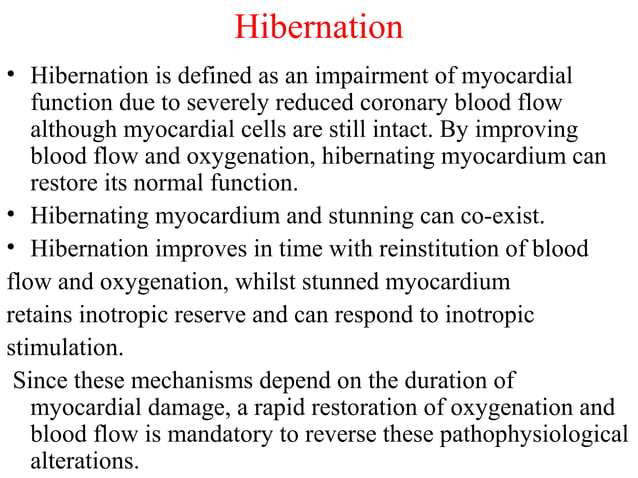 Hibernation
• Hibernation is defined as an impairment of myocardial
function due to severely reduced coronary blood flow
although myocardial cells are still intact. By improving
blood flow and oxygenation, hibernating myocardium can
restore its normal function.
• Hibernating myocardium and stunning can co-exist.
• Hibernation improves in time with reinstitution of blood
flow and oxygenation, whilst stunned myocardium
retains inotropic reserve and can respond to inotropic
stimulation.
Since these mechanisms depend on the duration of
myocardial damage, a rapid restoration of oxygenation and
blood flow is mandatory to reverse these pathophysiological
alterations.